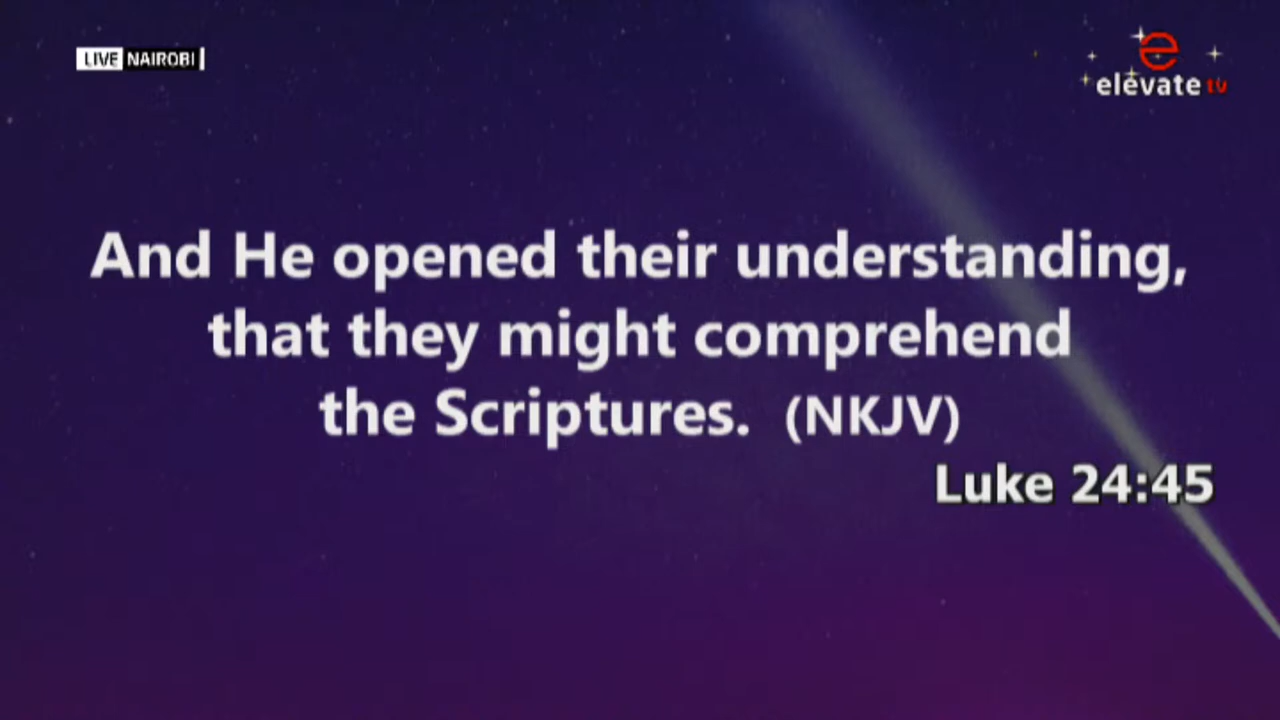 LIVE NAIROBI
e
elevate tv
And He opened their understanding,
that they might comprehend
the Scriptures. (NKJV)
Luke 24:45